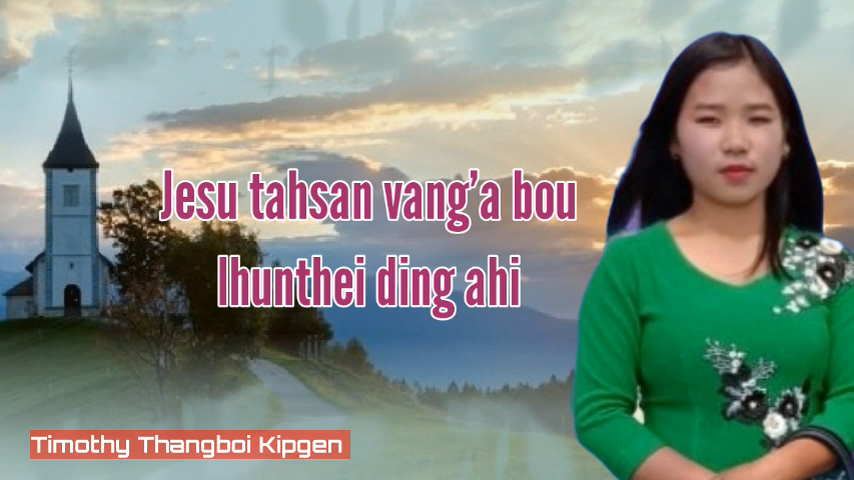 Jesu tahsan vang'a bou
lhunthei ding ahi
Timothy Thangboi Kipgen